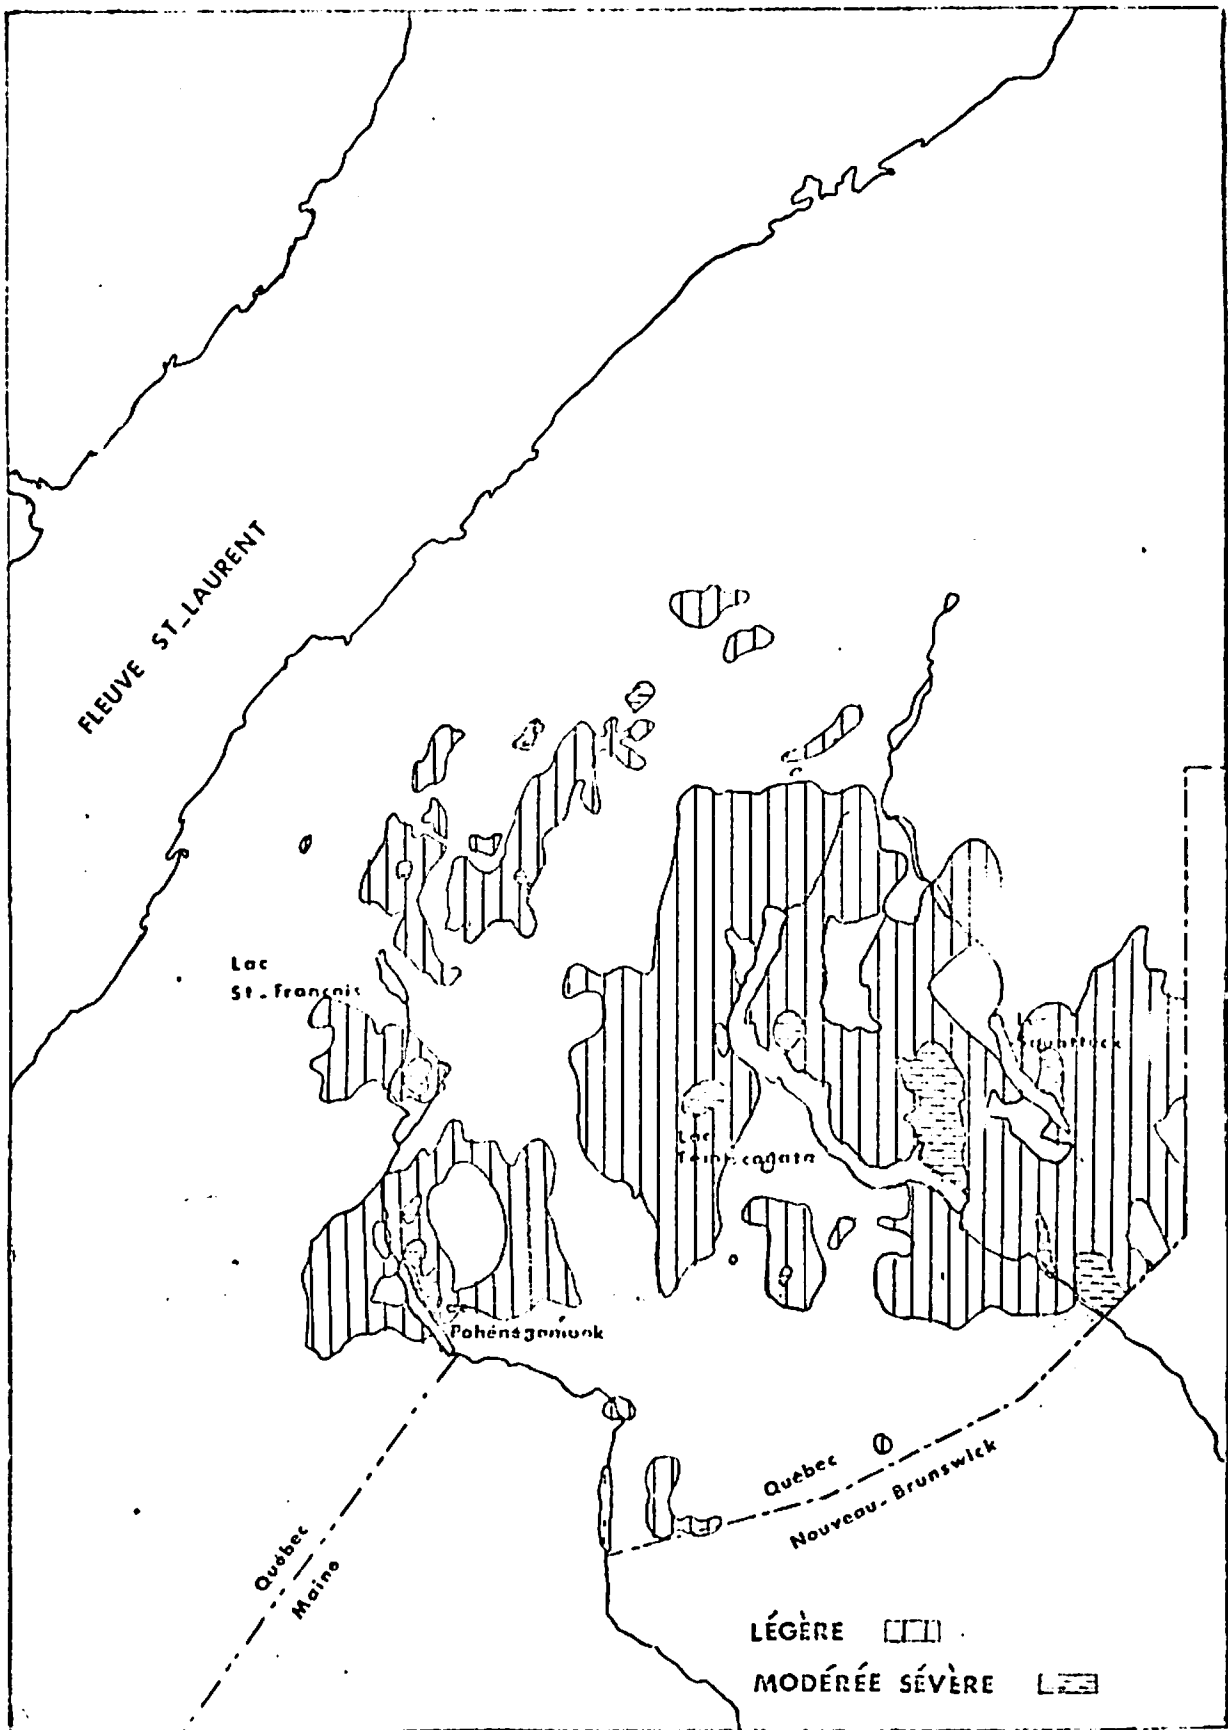 FLEUVE ST_LAURENT
Lac
St-François
Lac
Pohénégamook
Québec
Maine
Québec
Nouveau-Brunswick
LÉGÈRE
MODÉRÉE SÉVÈRE